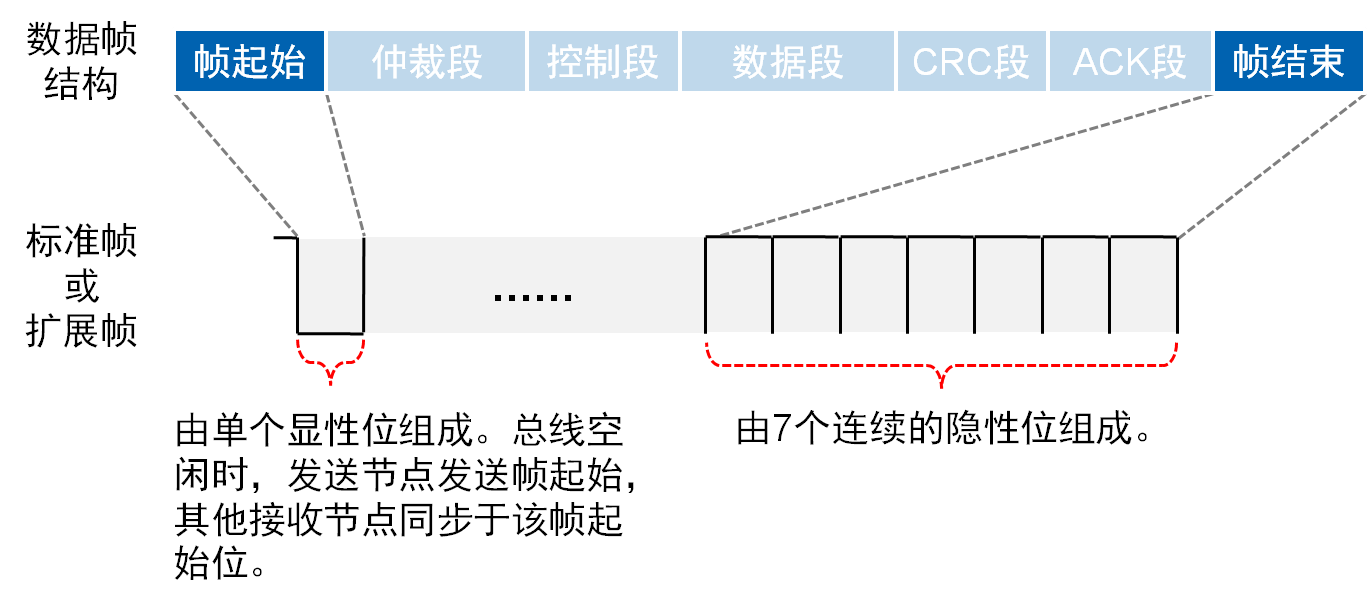 数据帧
结构
帧起始 仲裁段 控制段 数据段 CRC段 ACK段 帧结束
标准帧
或
扩展帧
......
由单个显性位组成。总线空
闲时，发送节点发送帧起始，
其他接收节点同步于该帧起
始位。
由7个连续的隐性位组成。